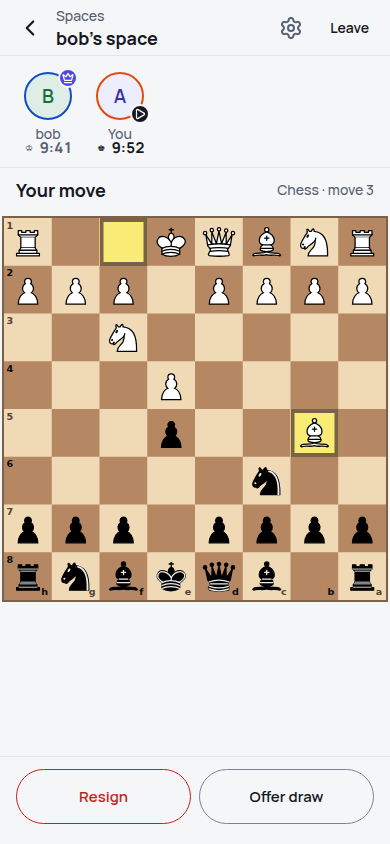 Spaces
bob's space
Leave
B
A
bob
You
9:41
9:52
Your move
Chess · move 3
1
2
3
4
5
6
7
8
h g f e d c b a
Resign
Offer draw